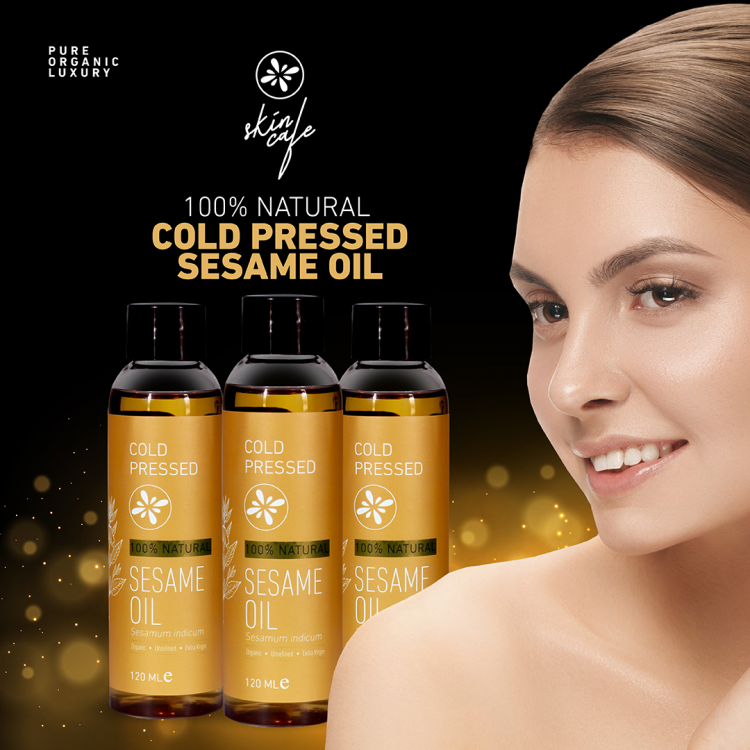 PURE
ORGANIC
LUXURY
skin
cafe
100% NATURAL
COLD PRESSED
SESAME OIL
COLD
PRESSED
100% NATURAL
SESAME
OIL
Sesamum indicum
Organic • Unrefined • Extra Virgin
120 ML e
COLD
PRESSED
100% NATURAL
SESAME
OIL
Sesamum indicum
Organic • Unrefined • Extra Virgin
120 ML e
COLD
PRESSED
100% NATURAL
SESAME
OIL